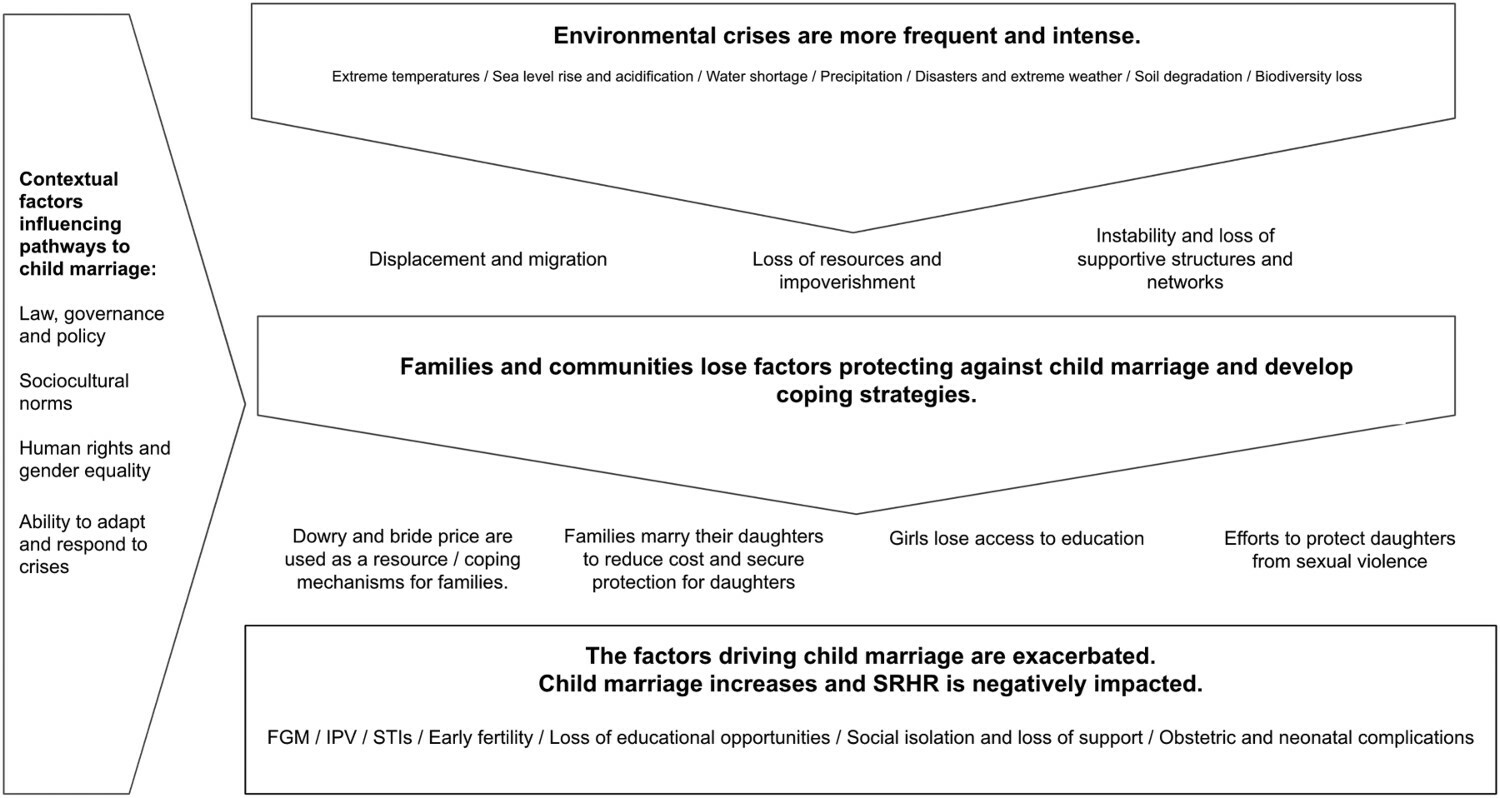 Environmental crises are more frequent and intense.
Extreme temperatures / Sea level rise and acidification / Water shortage / Precipitation / Disasters and extreme weather / Soil degradation / Biodiversity loss
Contextual
factors
influencing
pathways to
child marriage:
Law, governance
and policy
Sociocultural
norms
Human rights and
gender equality
Ability to adapt
and respond to
crises
Displacement and migration
Loss of resources and
impoverishment
Instability and loss of
supportive structures and
networks
Families and communities lose factors protecting against child marriage and develop
coping strategies.
Dowry and bride price are
used as a resource / coping
mechanisms for families.
Families marry their daughters
to reduce cost and secure
protection for daughters
Girls lose access to education
Efforts to protect daughters
from sexual violence
The factors driving child marriage are exacerbated.
Child marriage increases and SRHR is negatively impacted.
FGM / IPV / STIs / Early fertility / Loss of educational opportunities / Social isolation and loss of support / Obstetric and neonatal complications